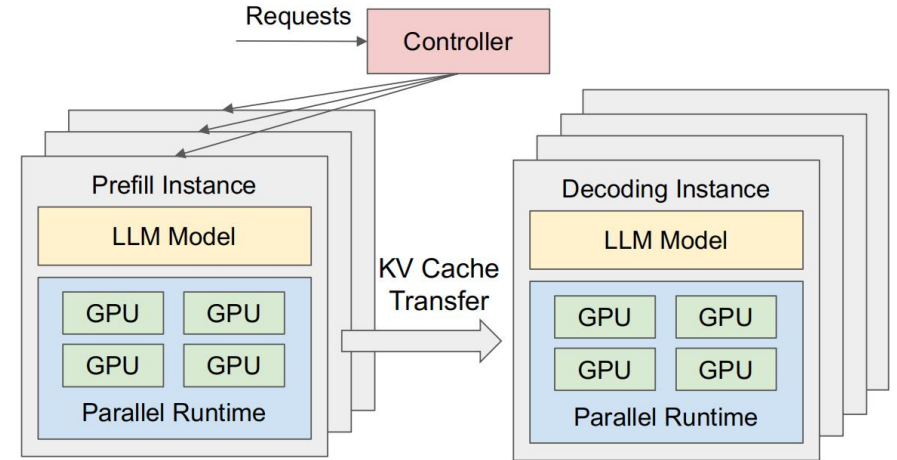 Requests
Controller
Prefill Instance
LLM Model
GPU GPU
GPU GPU
Parallel Runtime
KV Cache
Transfer
Decoding Instance
LLM Model
GPU GPU
GPU GPU
Parallel Runtime